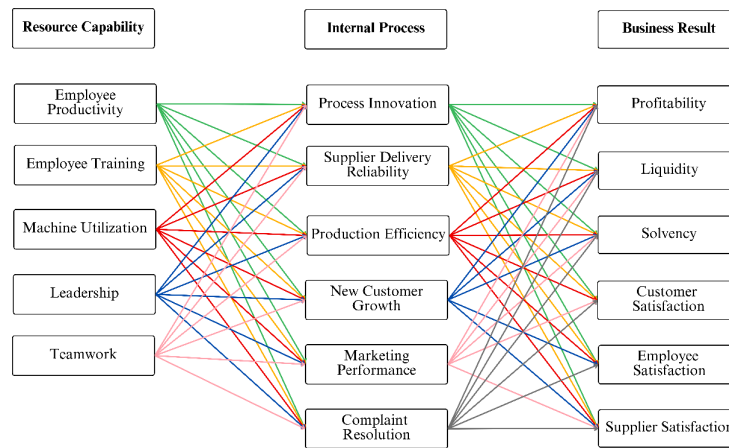 Resource Capability
Internal Process
Business Result
Employee
Productivity
Employee Training
Machine Utilization
Leadership
Teamwork
Process Innovation
Supplier Delivery
Reliability
Production Efficiency
New Customer
Growth
Marketing
Performance
Complaint
Resolution
Profitability
Liquidity
Solvency
Customer
Satisfaction
Employee
Satisfaction
Supplier Satisfaction